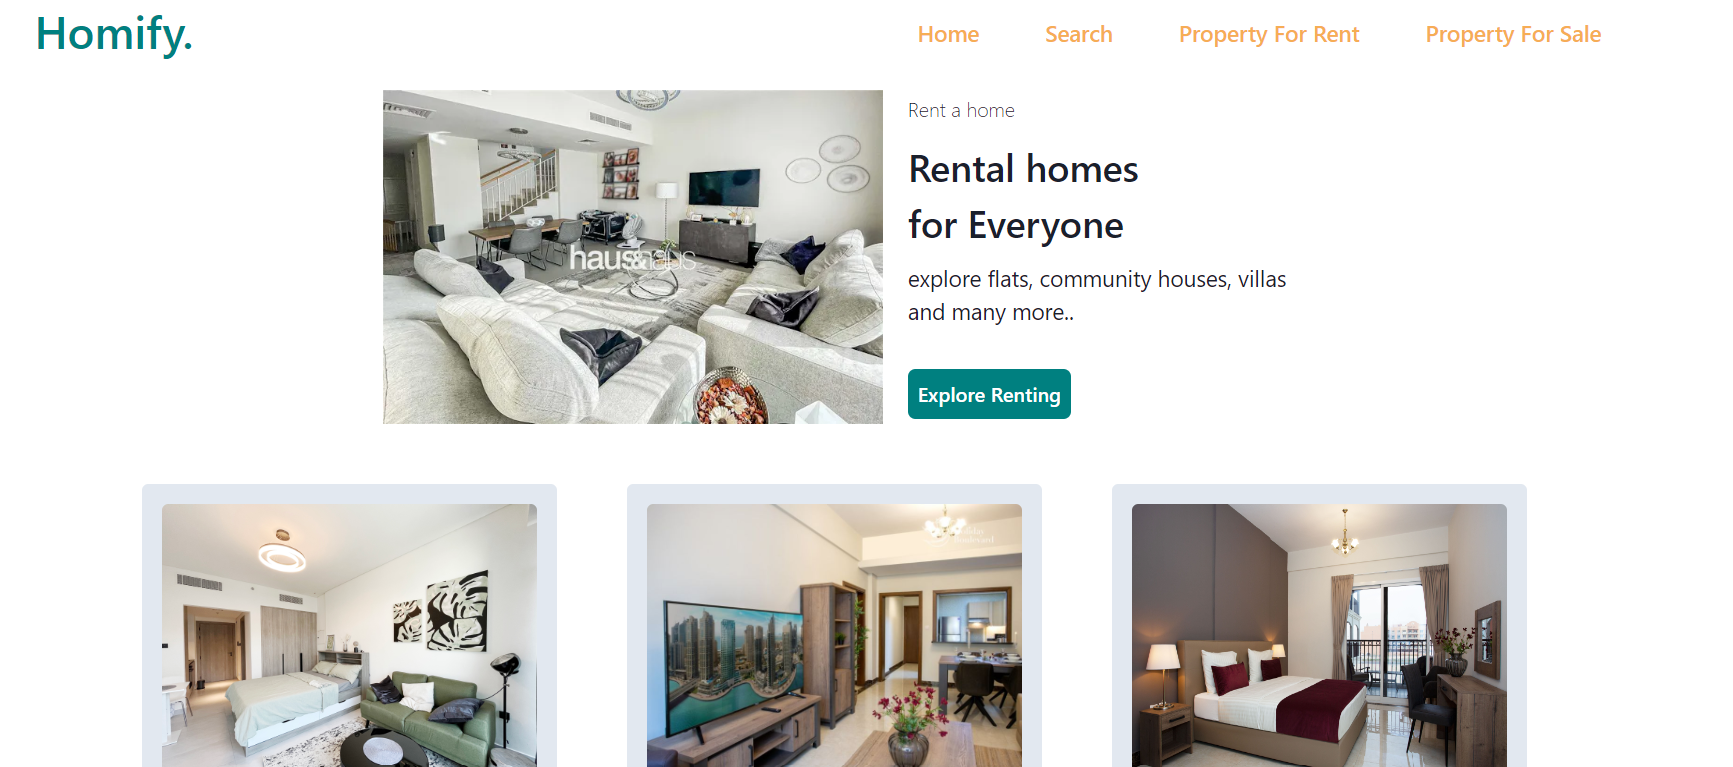 Homify.
Home
Search
Property For Rent
Property For Sale
haus&haus
Rent a home
Rental homes
for Everyone
explore flats, community houses, villas
and many more..
Explore Renting